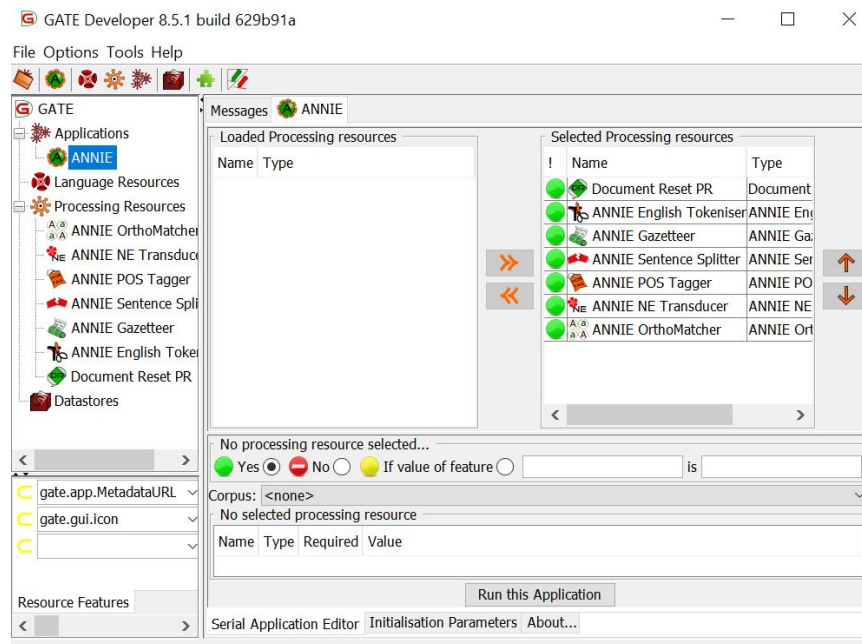 GATE Developer 8.5.1 build 629b91a
File Options Tools Help
GATE
Applications
ANNIE
Language Resources
Processing Resources
ANNIE OrthoMatcher
ANNIE NE Transduce
ANNIE POS Tagger
ANNIE Sentence Spli
ANNIE Gazetteer
ANNIE English Token
Document Reset PR
Datastores
gate.app.MetadataURL
gate.gui.icon
Resource Features
Messages ANNIE
Loaded Processing resources
Name Type
Selected Processing resources
! Name Type
Document Reset PR Document
ANNIE English Tokeniser ANNIE Eng
ANNIE Gazetteer ANNIE Gaz
ANNIE Sentence Splitter ANNIE Sen
ANNIE POS Tagger ANNIE PO
ANNIE NE Transducer ANNIE NE
ANNIE OrthoMatcher ANNIE Ort
No processing resource selected...
Yes No If value of feature is
Corpus: <none>
No selected processing resource
Name Type Required Value
Run this Application
Serial Application Editor Initialisation Parameters About...